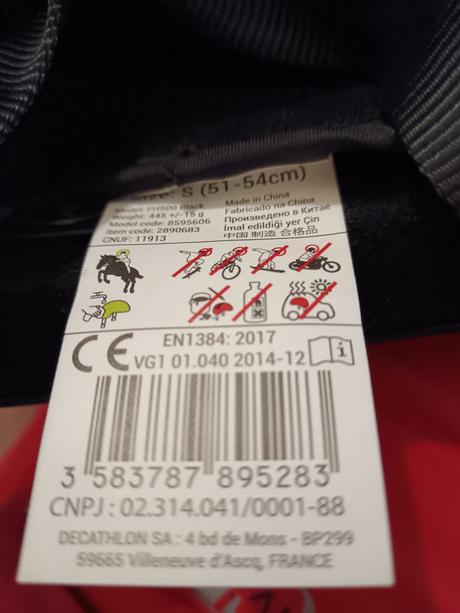 Size: S (51-54cm)
Model: FH500 Black
Weight: 445 +/-15 g
Model code: 8595606
Item code: 2890683
CNUF: 11913
Made in China
Fabricado na China
Произведено в Китае
İmal edildiği yer Çin
中国 制造 合格品
CE
EN1384: 2017
VG1 01.040 2014-12
i
3 583787 895283
CNPJ : 02.314.041/0001-88
DECATHLON SA : 4 bd de Mons - BP299
59665 Villeneuve d'Ascq, FRANCE